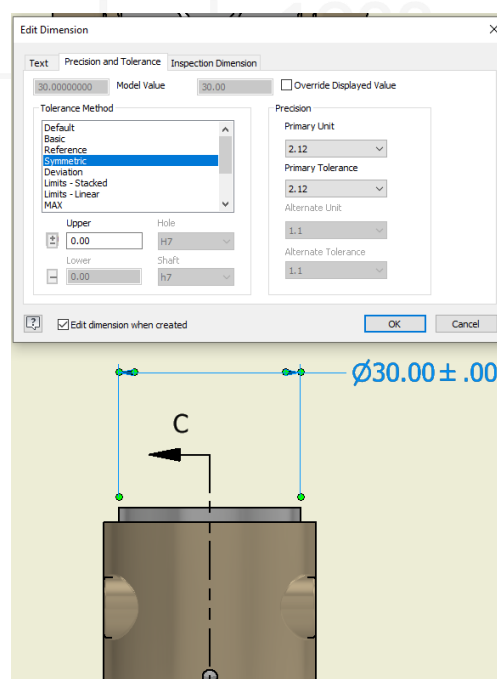 Edit Dimension
Text Precision and Tolerance Inspection Dimension
30.00000000 Model Value 30.00 Override Displayed Value
Tolerance Method
Default
Basic
Reference
Symmetric
Deviation
Limits - Stacked
Limits - Linear
MAX
Upper Hole
± 0.00 H7
Lower Shaft
0.00 h7
Precision
Primary Unit
2.12
Primary Tolerance
2.12
Alternate Unit
1.1
Alternate Tolerance
1.1
? Edit dimension when created OK Cancel
Ø30.00± .00
C